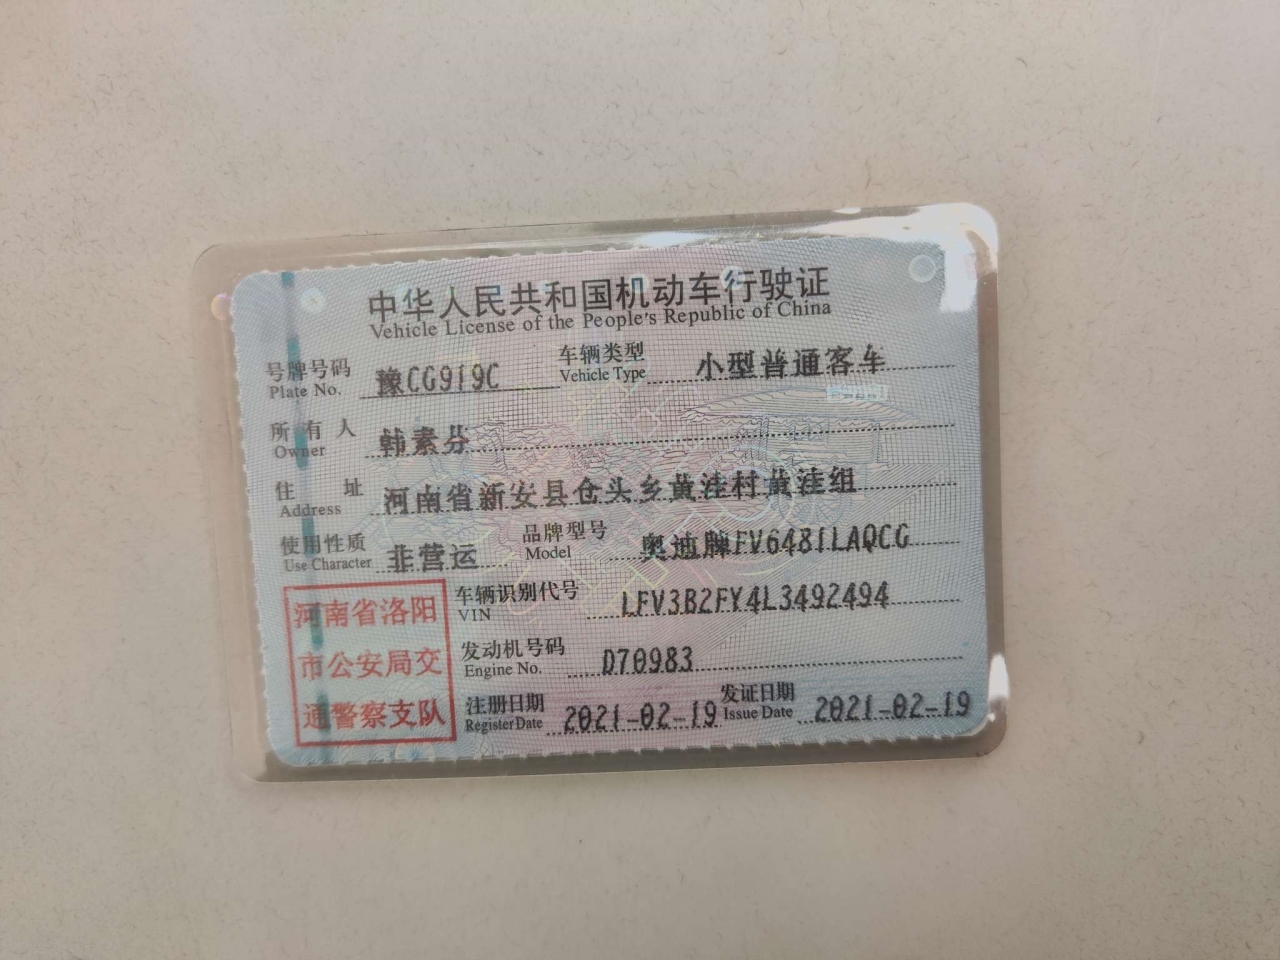 中华人民共和国机动车行驶证
Vehicle License of the People's Republic of China
号牌号码 豫CG919C 车辆类型 小型普通客车
Plate No. Vehicle Type
所有人 韩素芬
Owner
住址 河南省新安县仓头乡黄洼村黄洼组
Address
使用性质 非营运 品牌型号 奥迪牌FV6481LAQCG
Use Character Model
河南省洛阳
市公安局交
通警察支队
车辆识别代号 LFV3B2FY4L3492494
VIN
发动机号码 D70983
Engine No.
注册日期 2021-02-19 发证日期 2021-02-19
Register Date Issue Date